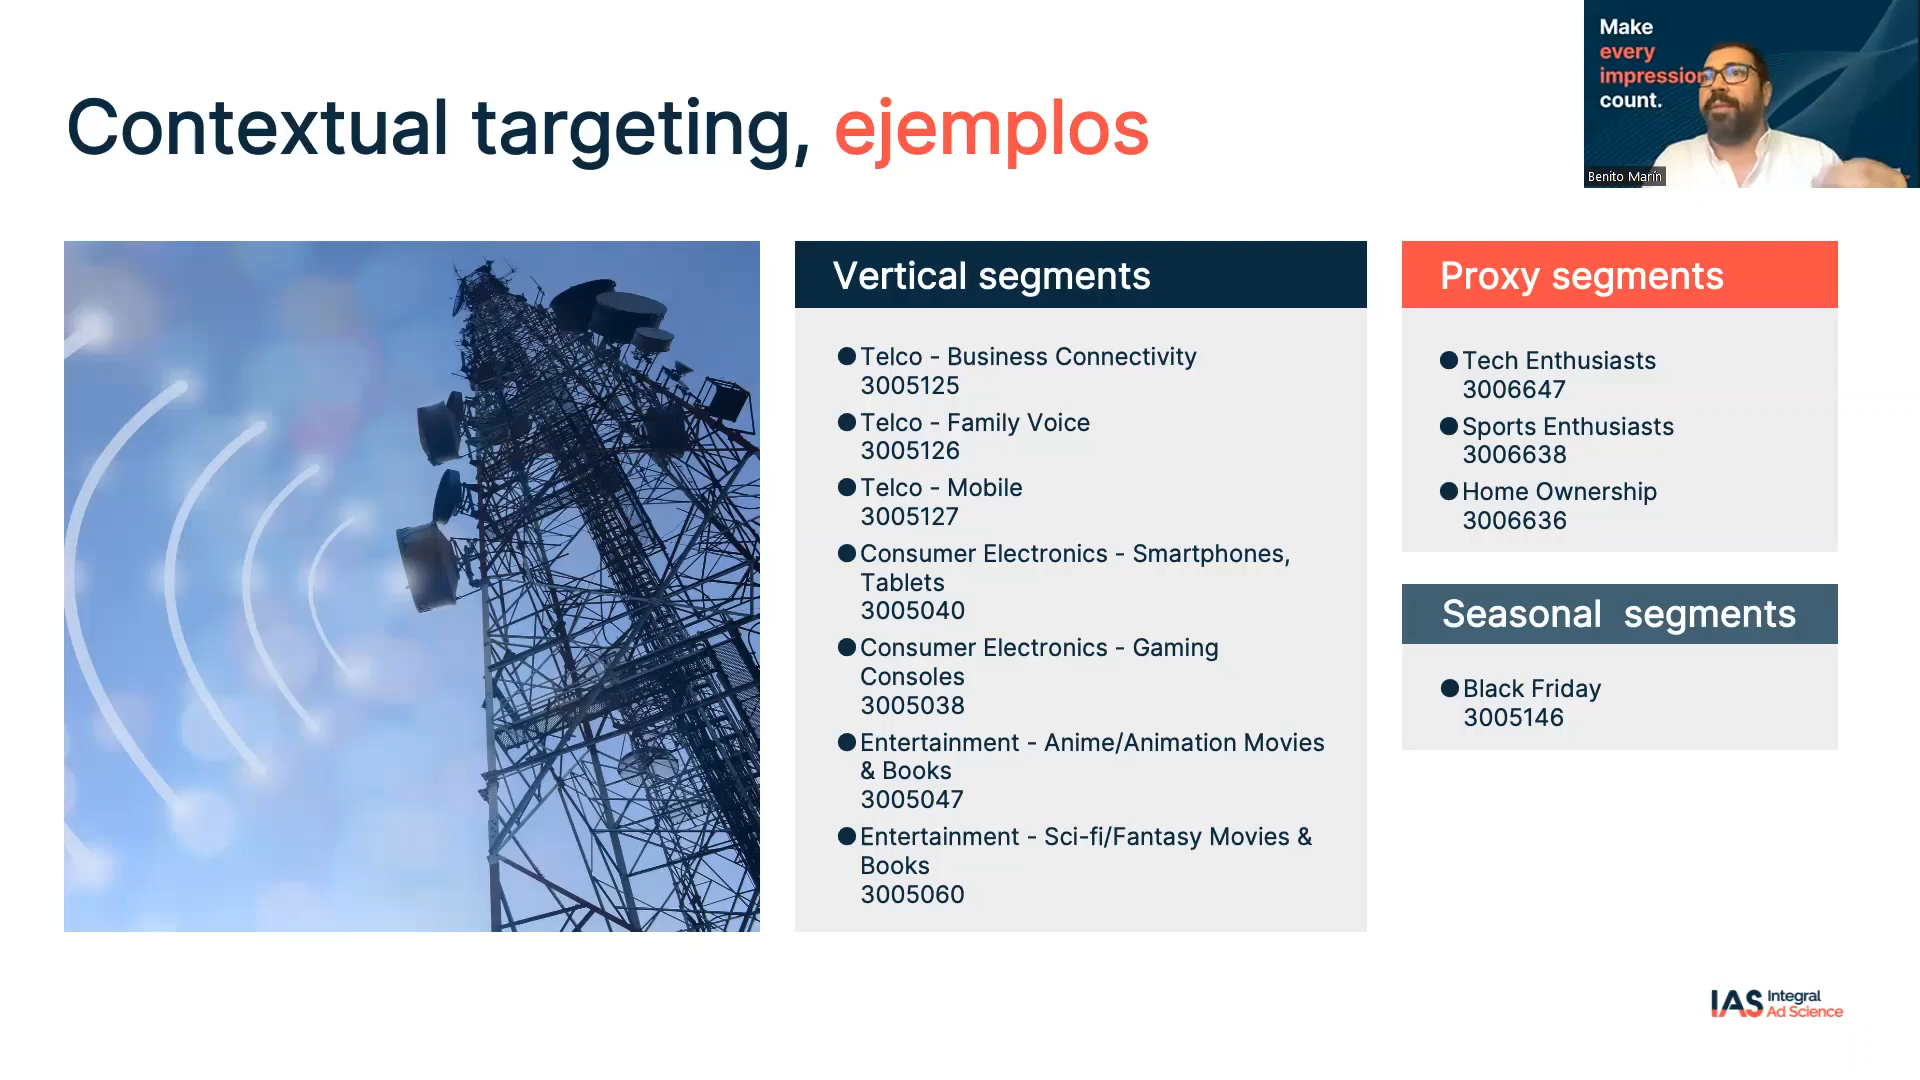 Contextual targeting, ejemplos
Make
every
impression
count.
Benito Marín
Vertical segments
●Telco - Business Connectivity
3005125
●Telco - Family Voice
3005126
●Telco - Mobile
3005127
●Consumer Electronics - Smartphones,
Tablets
3005040
●Consumer Electronics - Gaming
Consoles
3005038
●Entertainment - Anime/Animation Movies
& Books
3005047
●Entertainment - Sci-fi/Fantasy Movies &
Books
3005060
Proxy segments
●Tech Enthusiasts
3006647
●Sports Enthusiasts
3006638
●Home Ownership
3006636
Seasonal segments
●Black Friday
3005146
IAS Integral
Ad Science